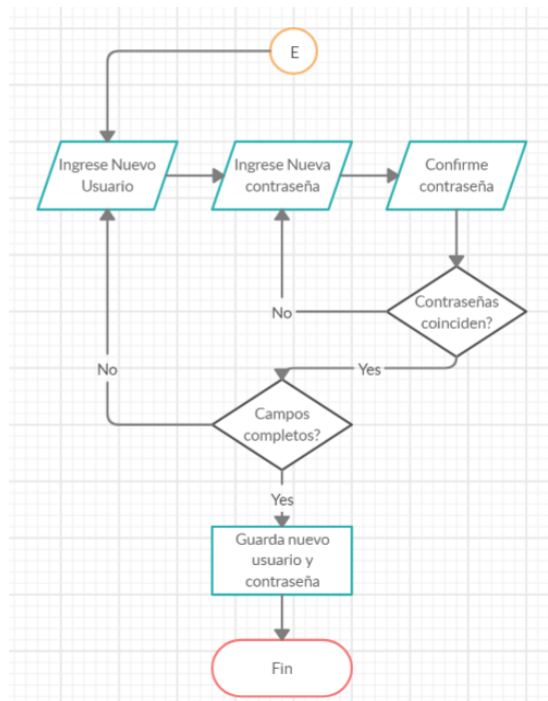 E
Ingrese Nuevo
Usuario
Ingrese Nueva
contraseña
Confirme
contraseña
Contraseñas
coinciden?
No
Yes
No
Campos
completos?
Yes
Guarda nuevo
usuario y
contraseña
Fin